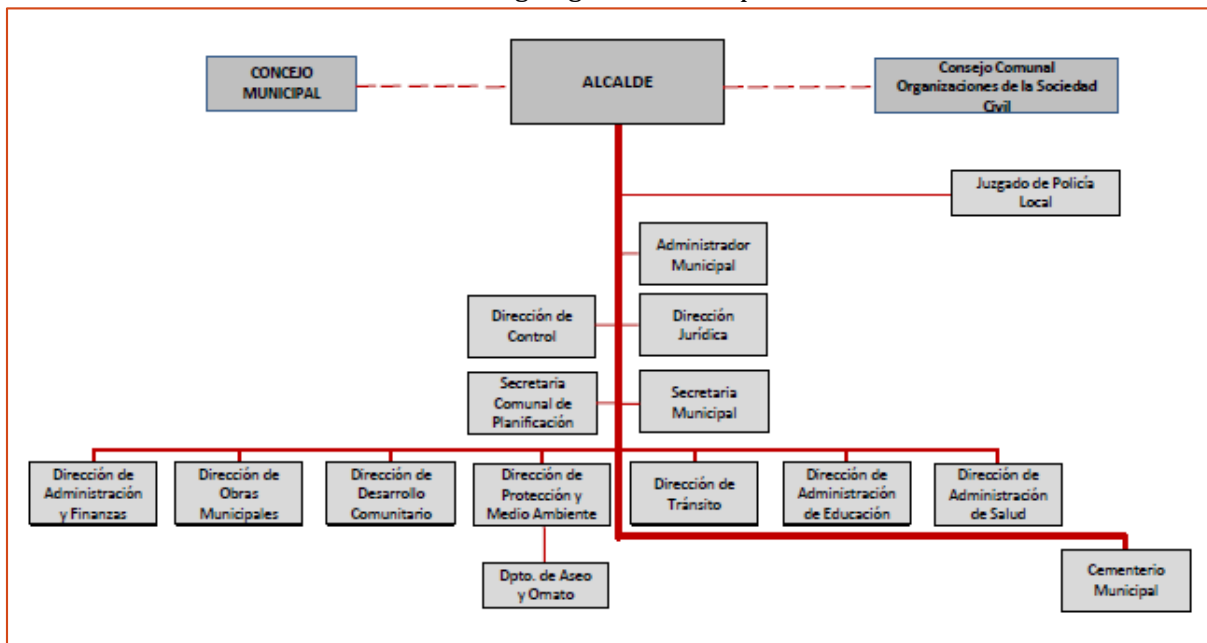 CONCEJO
MUNICIPAL
ALCALDE
Consejo Comunal
Organizaciones de la Sociedad
Civil
Juzgado de Policía
Local
Administrador
Municipal
Dirección de
Control
Dirección
Jurídica
Secretaria
Comunal de
Planificación
Secretaria
Municipal
Dirección de
Administración
y Finanzas
Dirección de
Obras
Municipales
Dirección de
Desarrollo
Comunitario
Dirección de
Protección y
Medio Ambiente
Dirección de
Tránsito
Dirección de
Administración
de Educación
Dirección de
Administración
de Salud
Dpto. de Aseo
y Ornato
Cementerio
Municipal